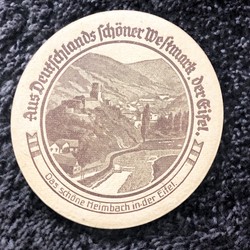 Aus Deutschlands schöner Westmark, der Eifel.
Das schöne Heimbach in der Eifel